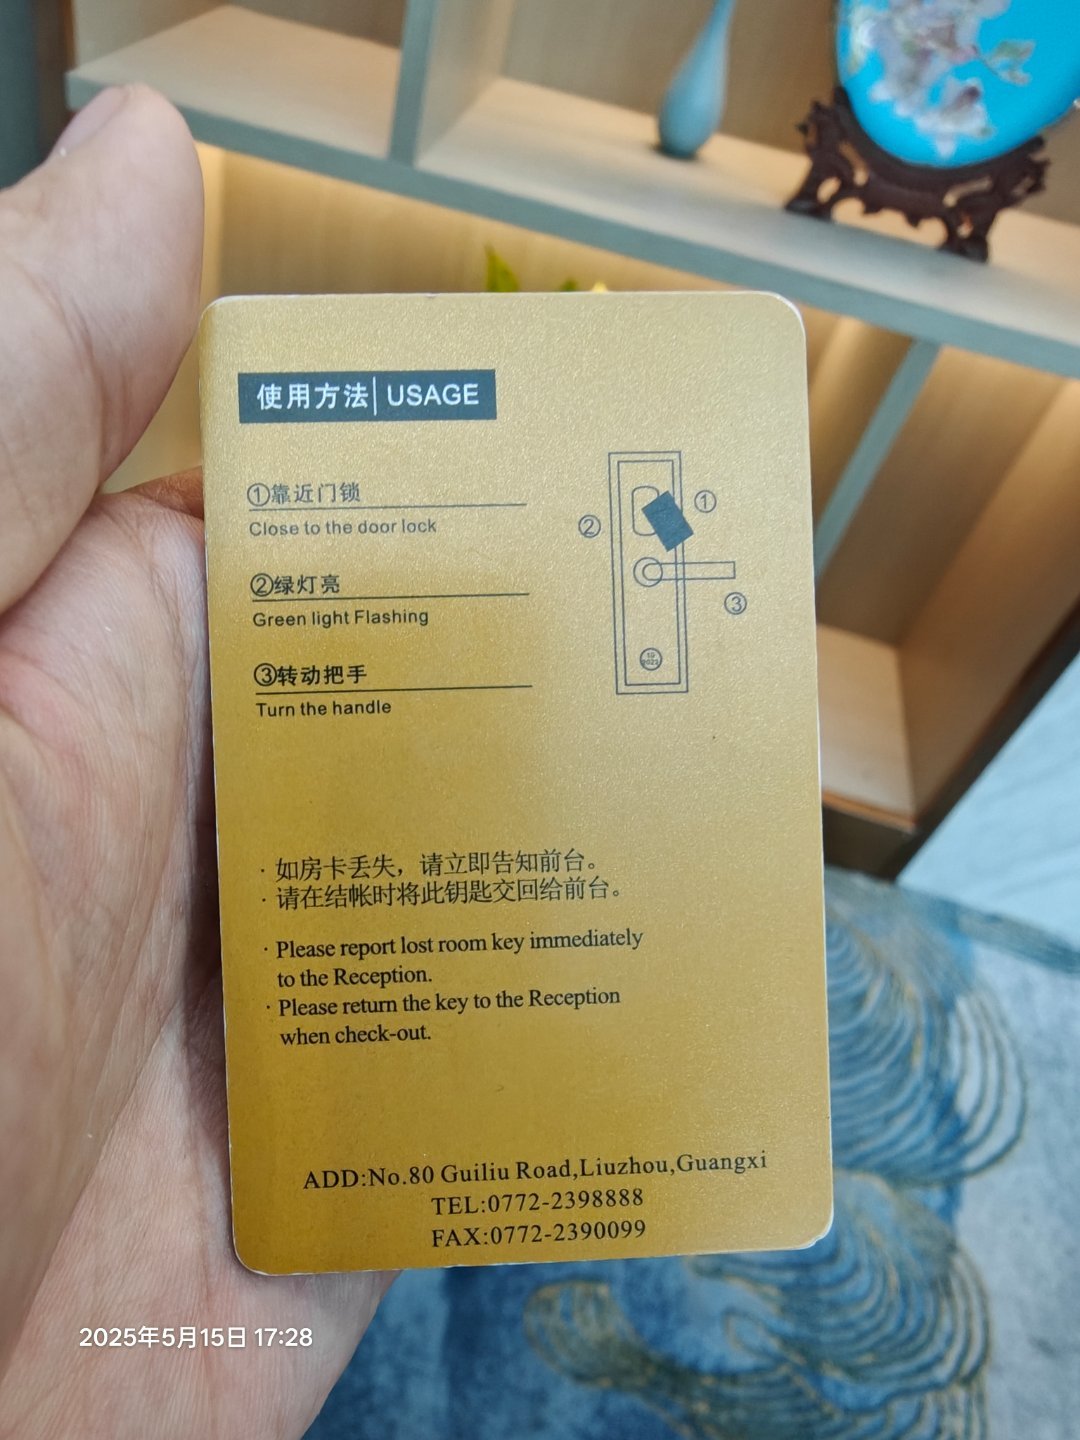 使用方法 | USAGE
①靠近门锁
Close to the door lock
②绿灯亮
Green light Flashing
③转动把手
Turn the handle
①
②
③
· 如房卡丢失，请立即告知前台。
· 请在结帐时将此钥匙交回给前台。
· Please report lost room key immediately
to the Reception.
· Please return the key to the Reception
when check-out.
ADD:No.80 Guiliu Road,Liuzhou,Guangxi
TEL:0772-2398888
FAX:0772-2390099
2025年5月15日 17:28